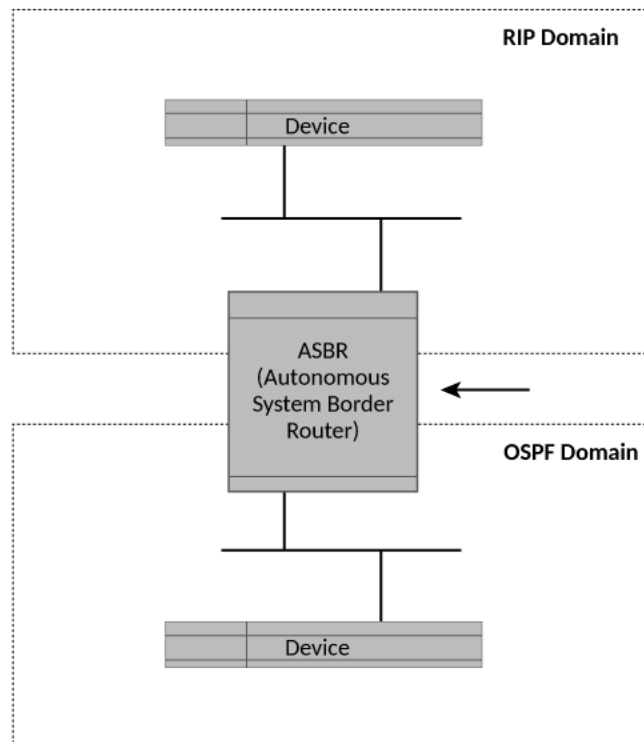 RIP Domain
Device
ASBR
(Autonomous
System Border
Router)
OSPF Domain
Device